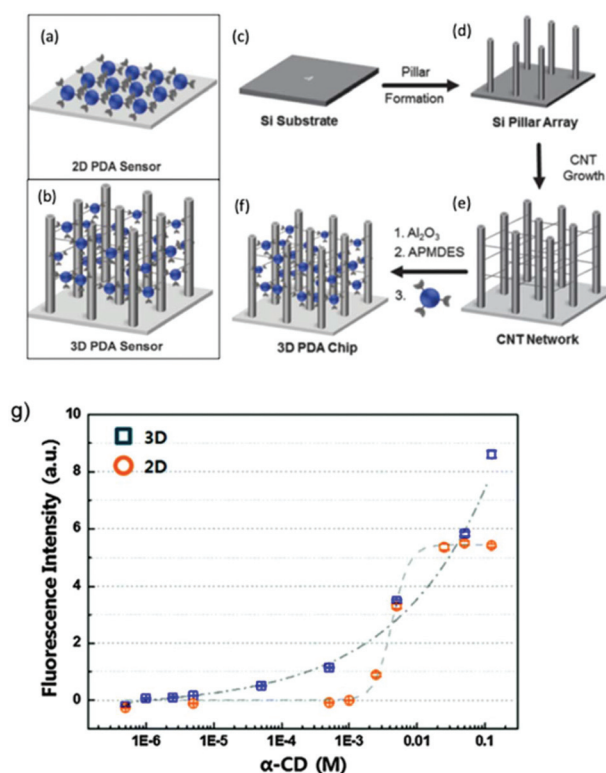 (a)
2D PDA Sensor
(b)
3D PDA Sensor
(c)
Si Substrate
Pillar
Formation
(d)
Si Pillar Array
CNT
Growth
(e)
CNT Network
1. Al₂O₃
2. APMDES
3.
(f)
3D PDA Chip
g)
3D
2D
Fluorescence Intensity (a.u.)
10
8
6
4
2
0
1E-6
1E-5
1E-4
1E-3
0.01
0.1
α-CD (M)